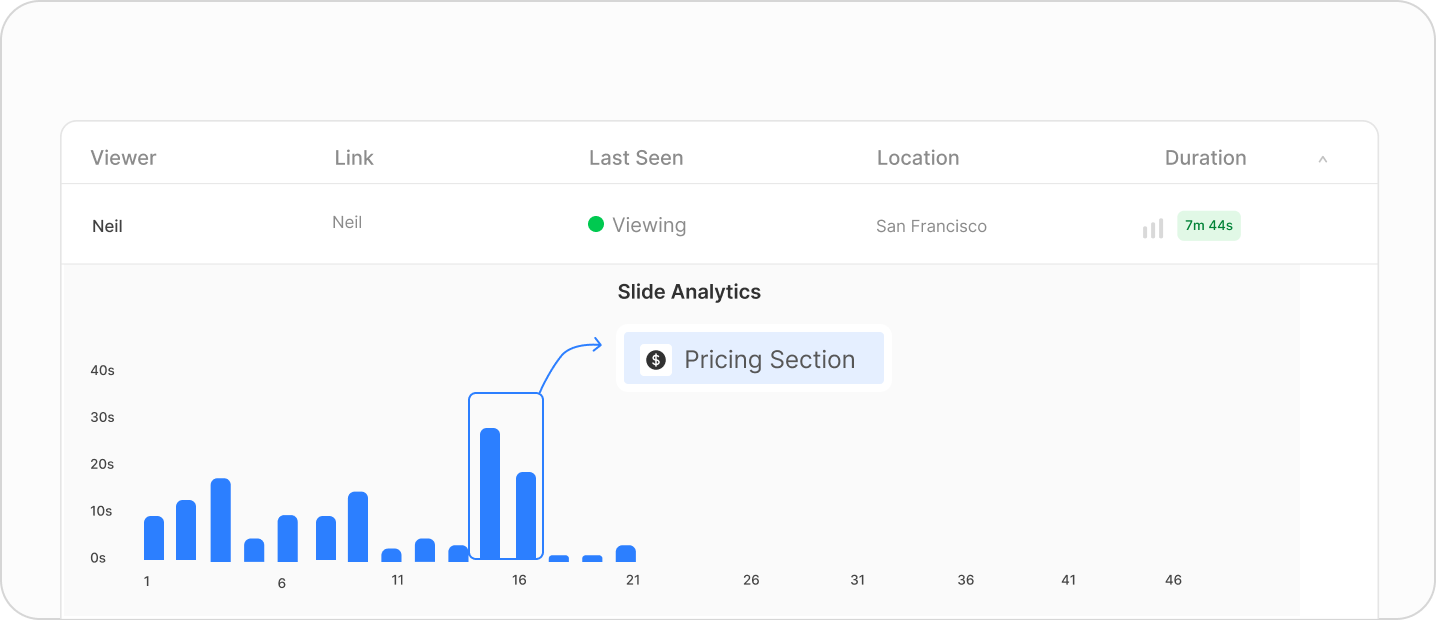 Viewer Link Last Seen Location Duration
Neil Neil Viewing San Francisco 7m 44s
Slide Analytics
$ Pricing Section
40s
30s
20s
10s
0s
1 6 11 16 21 26 31 36 41 46